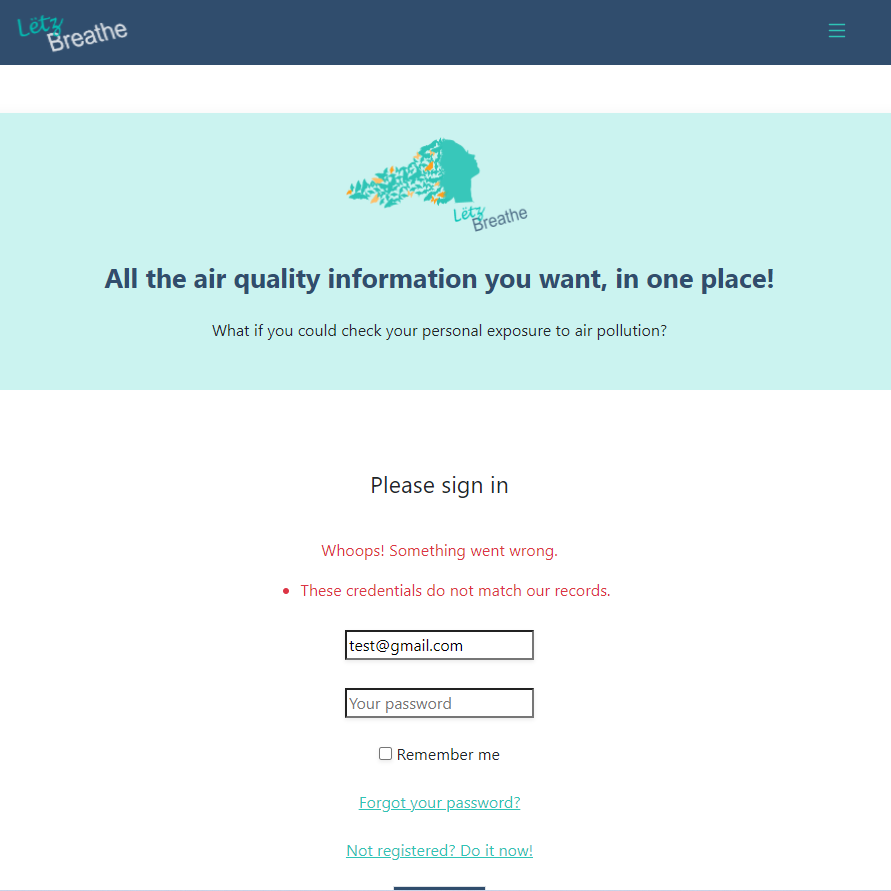 Lëtz
Breathe
Lëtz
Breathe
All the air quality information you want, in one place!
What if you could check your personal exposure to air pollution?
Please sign in
Whoops! Something went wrong.
• These credentials do not match our records.
test@gmail.com
Your password
Remember me
Forgot your password?
Not registered? Do it now!